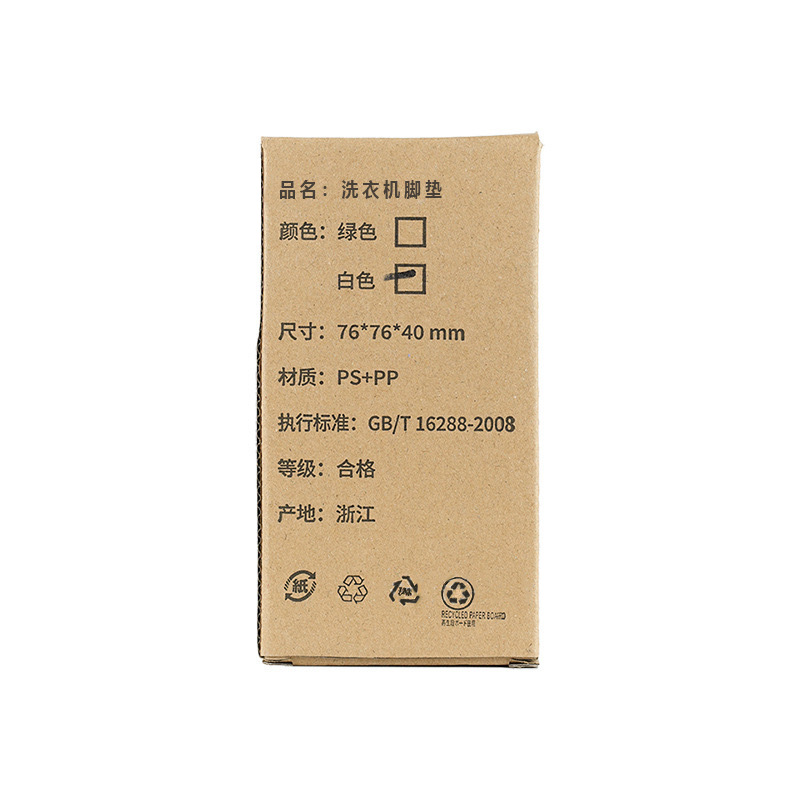 品名：洗衣机脚垫
颜色：绿色
白色
尺寸：76*76*40 mm
材质：PS+PP
执行标准：GB/T 16288-2008
等级：合格
产地：浙江
紙
RECYCLED PAPER BOARD